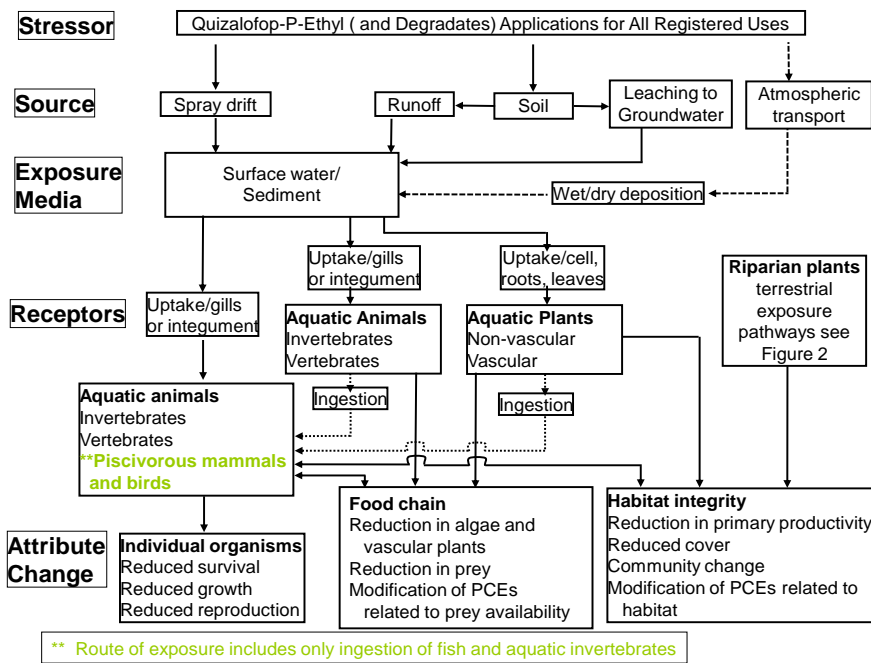 Stressor
Quizalofop-P-Ethyl ( and Degradates) Applications for All Registered Uses
Source
Spray drift
Runoff
Soil
Leaching to
Groundwater
Atmospheric
transport
Exposure
Media
Surface water/
Sediment
Wet/dry deposition
Receptors
Uptake/gills
or integument
Uptake/gills
or integument
Uptake/cell,
roots, leaves
Riparian plants
terrestrial
exposure
pathways see
Figure 2
Aquatic Animals
Invertebrates
Vertebrates
Aquatic Plants
Non-vascular
Vascular
Ingestion
Ingestion
Aquatic animals
Invertebrates
Vertebrates
**Piscivorous mammals
and birds
Attribute
Change
Individual organisms
Reduced survival
Reduced growth
Reduced reproduction
Food chain
Reduction in algae and
vascular plants
Reduction in prey
Modification of PCEs
related to prey availability
Habitat integrity
Reduction in primary productivity
Reduced cover
Community change
Modification of PCEs related to
habitat
** Route of exposure includes only ingestion of fish and aquatic invertebrates